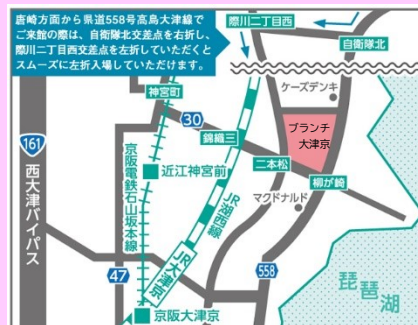 唐崎方面から県道558号高島大津線で
ご来館の際は、自衛隊北交差点を右折し、
際川二丁目西交差点を左折していただくと
スムーズに左折入場していただけます。
際川二丁目西
自衛隊北
ケーズデンキ
神宮町
30
錦織三
ブランチ
大津京
二本松
柳が崎
161
西大津バイパス
京阪電鉄石山坂本線
近江神宮前
JR湖西線
マクドナルド
JR大津京
47
558
琵琶湖
京阪大津京